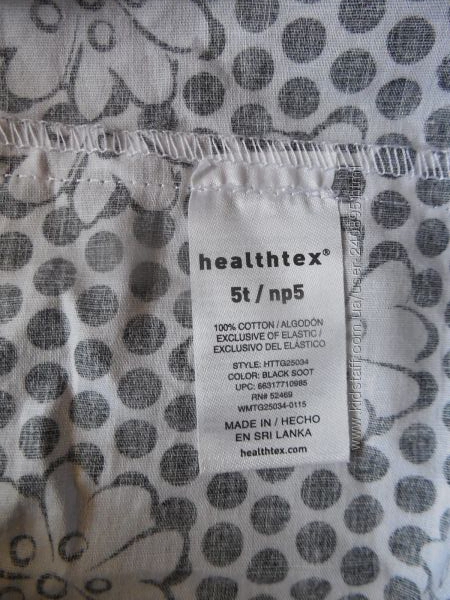 healthtex®
5t / np5
100% COTTON / ALGODÓN
EXCLUSIVE OF ELASTIC /
EXCLUSIVO DEL ELÁSTICO
STYLE: HTTG25034
COLOR: BLACK SOOT
UPC: 66317710985
RN# 52469
WMTG25034-0115
MADE IN / HECHO
EN SRI LANKA
healthtex.com